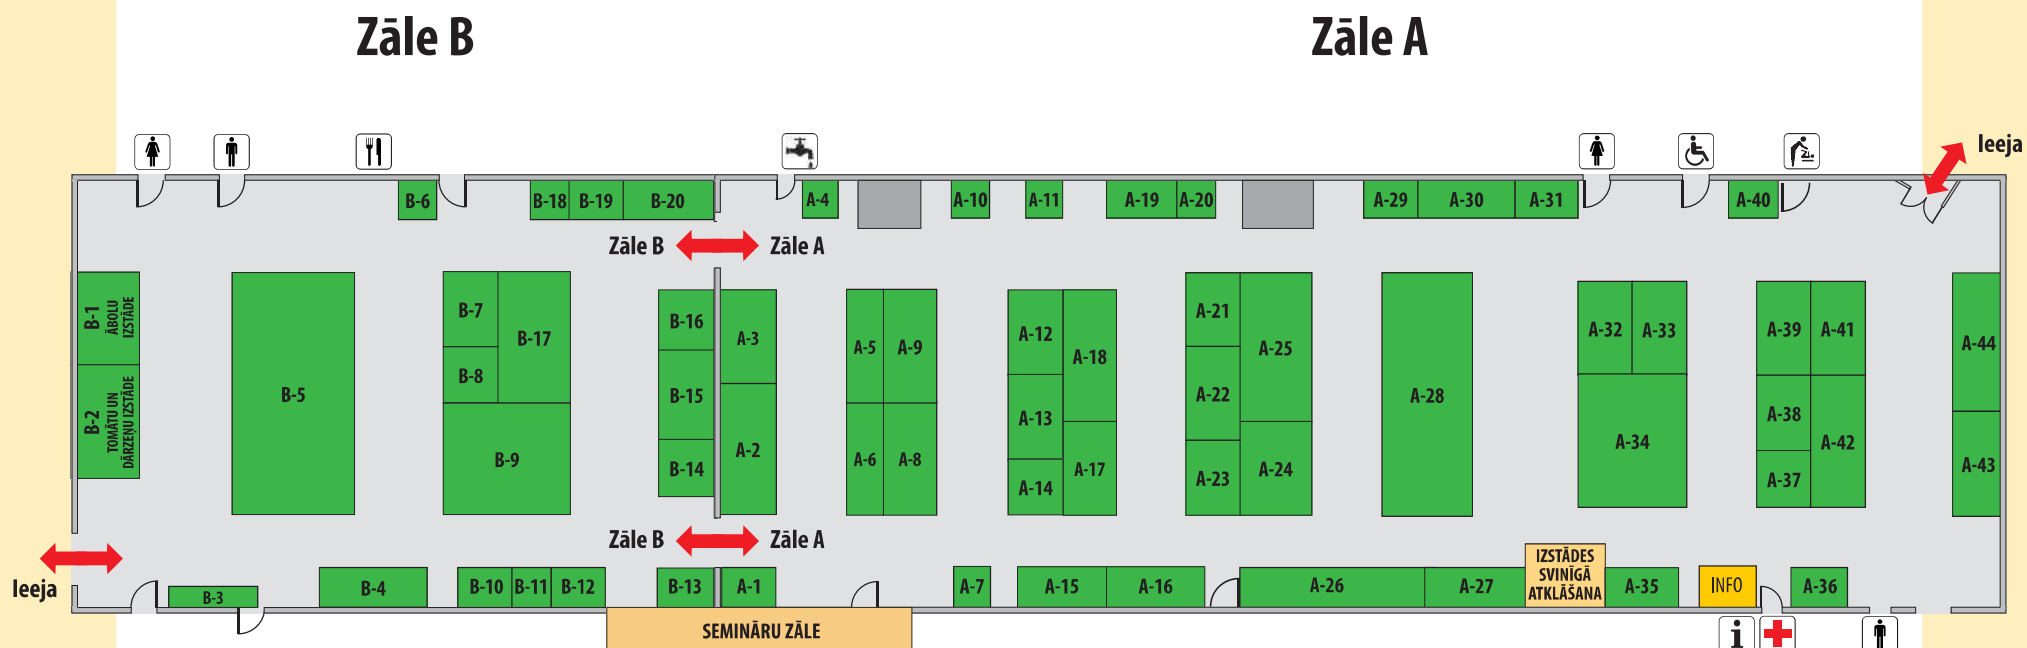 Zāle B
Zāle A
Ieeja
B-6
B-18
B-19
B-20
A-4
A-10
A-11
A-19
A-20
A-29
A-30
A-31
A-40
Zāle B
Zāle A
B-1
ĀBOLU
IZSTĀDE
B-2
TOMĀTU UN
DĀRZEŅU IZSTĀDE
B-5
B-7
B-8
B-17
B-9
B-16
B-15
B-14
A-3
A-2
A-5
A-9
A-6
A-8
A-12
A-13
A-14
A-18
A-17
A-21
A-22
A-23
A-25
A-24
A-28
A-32
A-33
A-34
A-39
A-41
A-38
A-37
A-42
A-44
A-43
Zāle B
Zāle A
Ieeja
B-3
B-4
B-10
B-11
B-12
B-13
A-1
A-7
A-15
A-16
A-26
A-27
IZSTĀDES
SVINĪGĀ
ATKLĀŠANA
A-35
INFO
A-36
SEMINĀRU ZĀLE
i